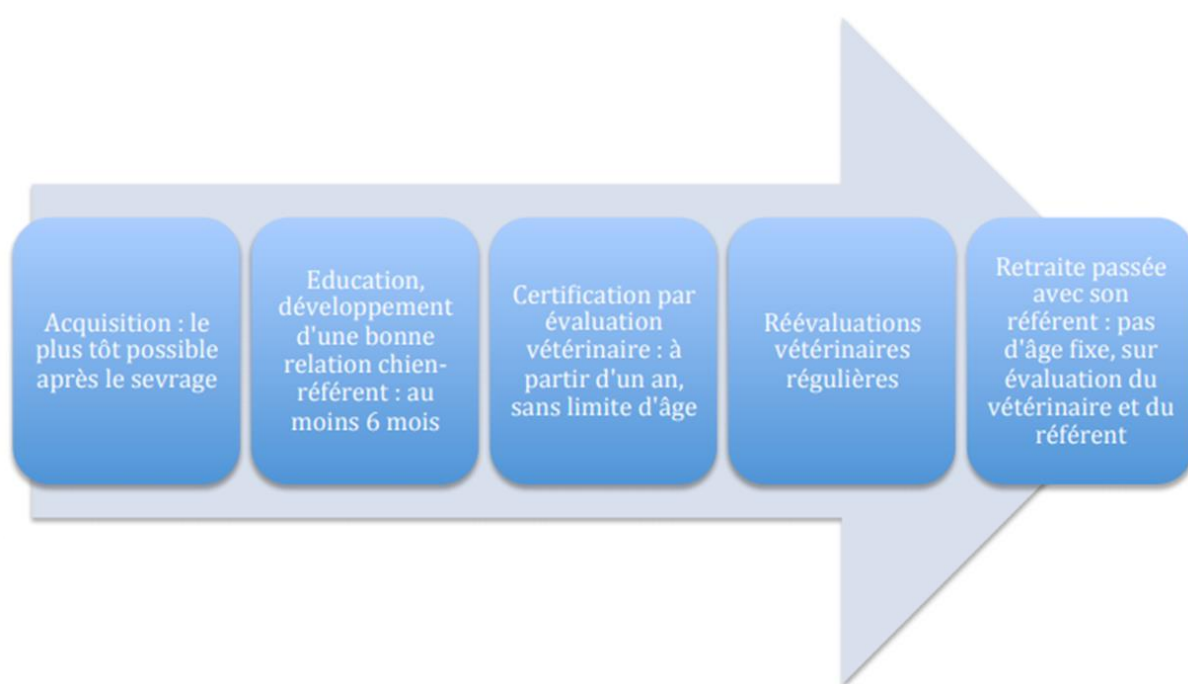 Acquisition : le
plus tôt possible
après le sevrage
Education,
développement
d'une bonne
relation chien-
référent : au
moins 6 mois
Certification par
évaluation
vétérinaire : à
partir d'un an,
sans limite d'âge
Réévaluations
vétérinaires
régulières
Retraite passée
avec son
référent : pas
d'âge fixe, sur
évaluation du
vétérinaire et du
référent